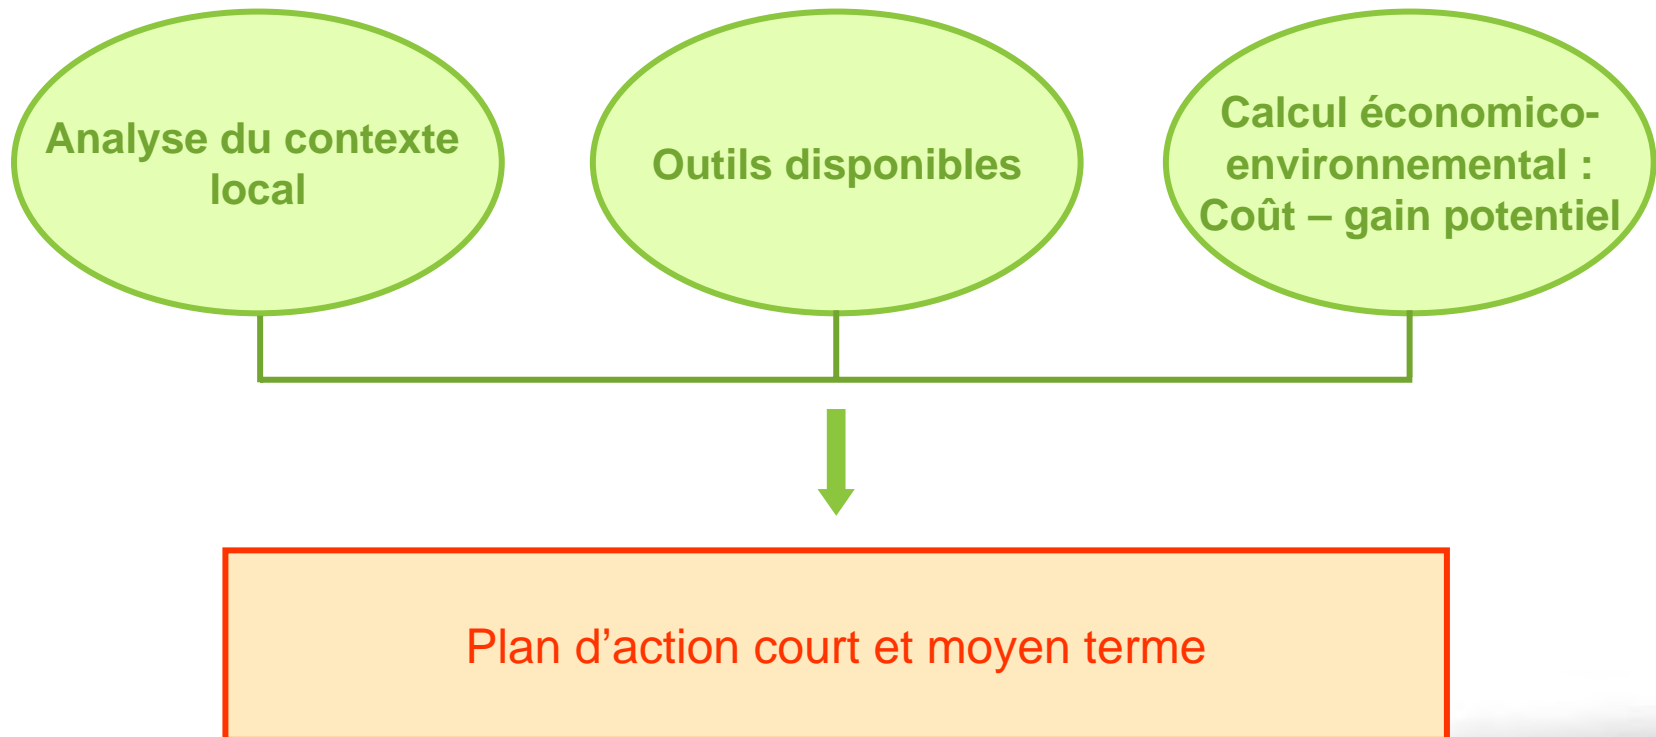 Analyse du contexte
local
Outils disponibles
Calcul économico-
environnemental :
Coût – gain potentiel
Plan d’action court et moyen terme